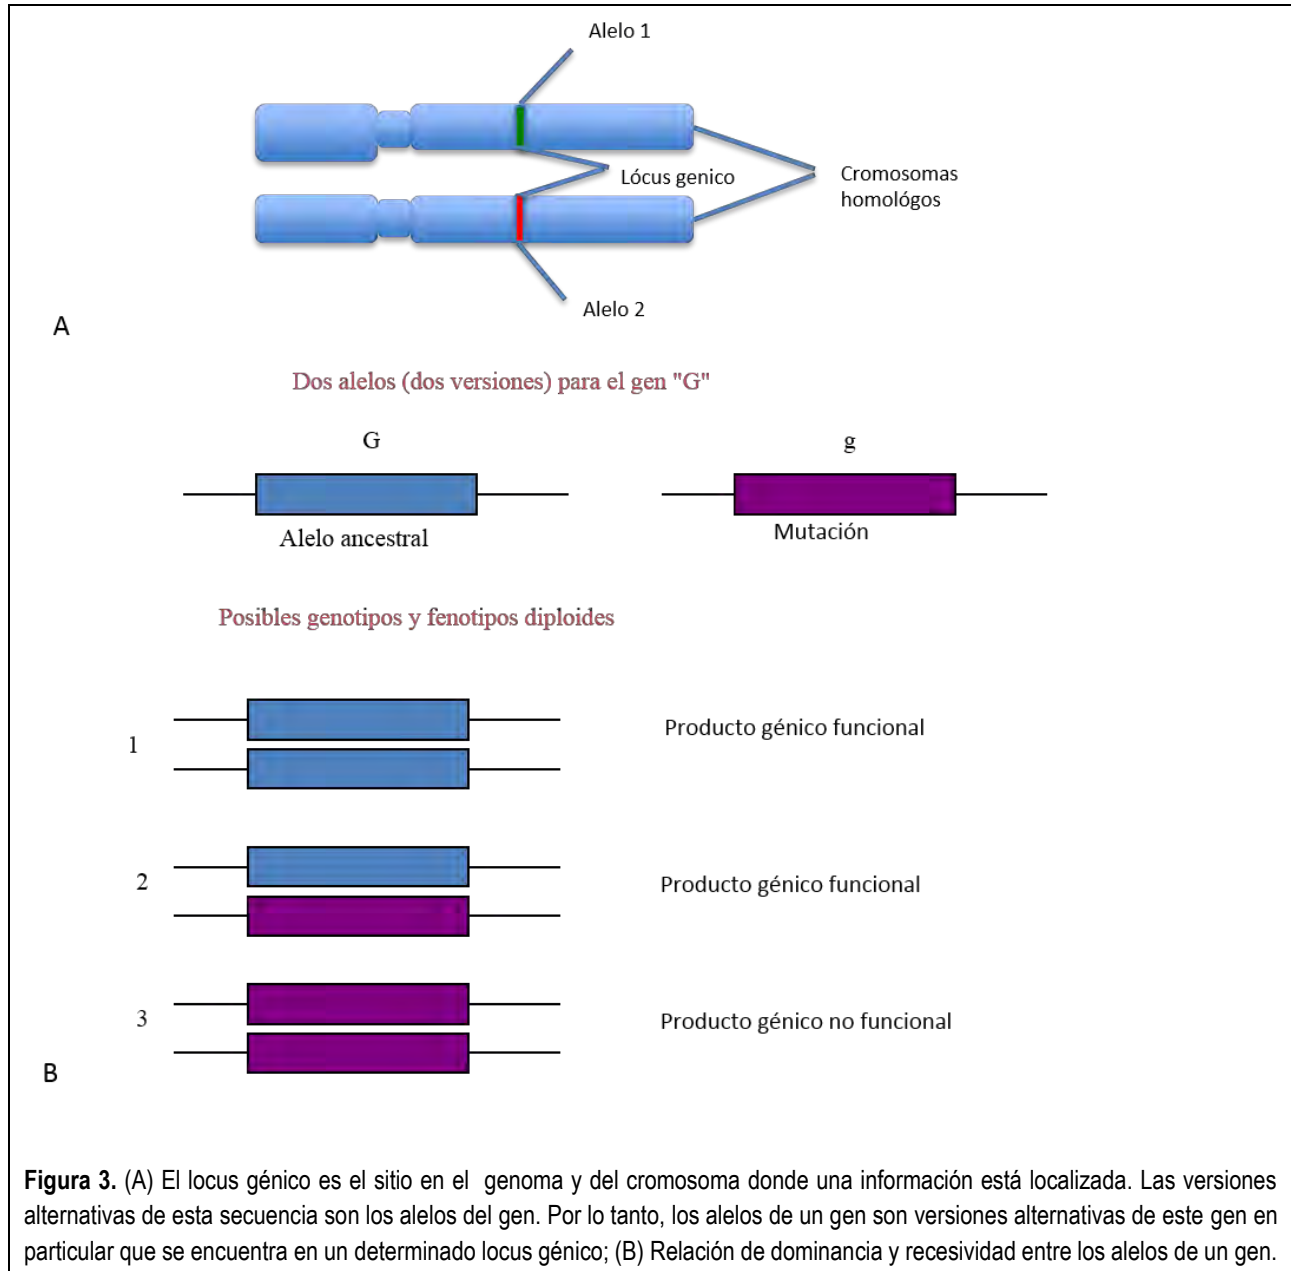 Alelo 1
Lócus genico
Cromosomas
homológos
Alelo 2
A
Dos alelos (dos versiones) para el gen "G"
G
g
Alelo ancestral
Mutación
Posibles genotipos y fenotipos diploides
1
Producto génico funcional
2
Producto génico funcional
3
Producto génico no funcional
B
Figura 3. (A) El locus génico es el sitio en el genoma y del cromosoma donde una información está localizada. Las versiones
alternativas de esta secuencia son los alelos del gen. Por lo tanto, los alelos de un gen son versiones alternativas de este gen en
particular que se encuentra en un determinado locus génico; (B) Relación de dominancia y recesividad entre los alelos de un gen.